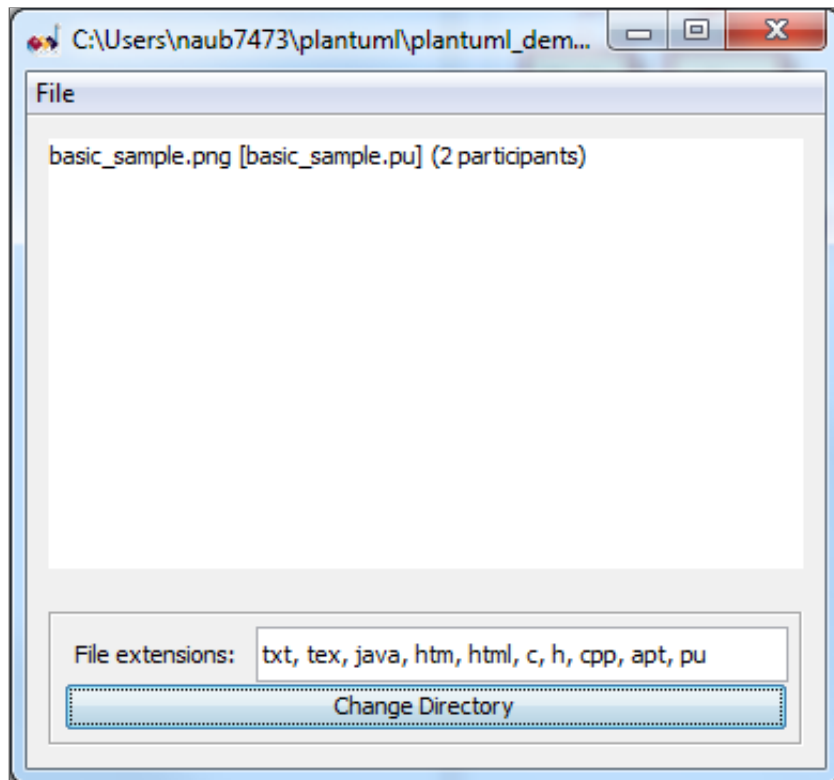 C:\Users\naub7473\plantuml\plantuml_dem...
File
basic_sample.png [basic_sample.pu] (2 participants)
File extensions: txt, tex, java, htm, html, c, h, cpp, apt, pu
Change Directory